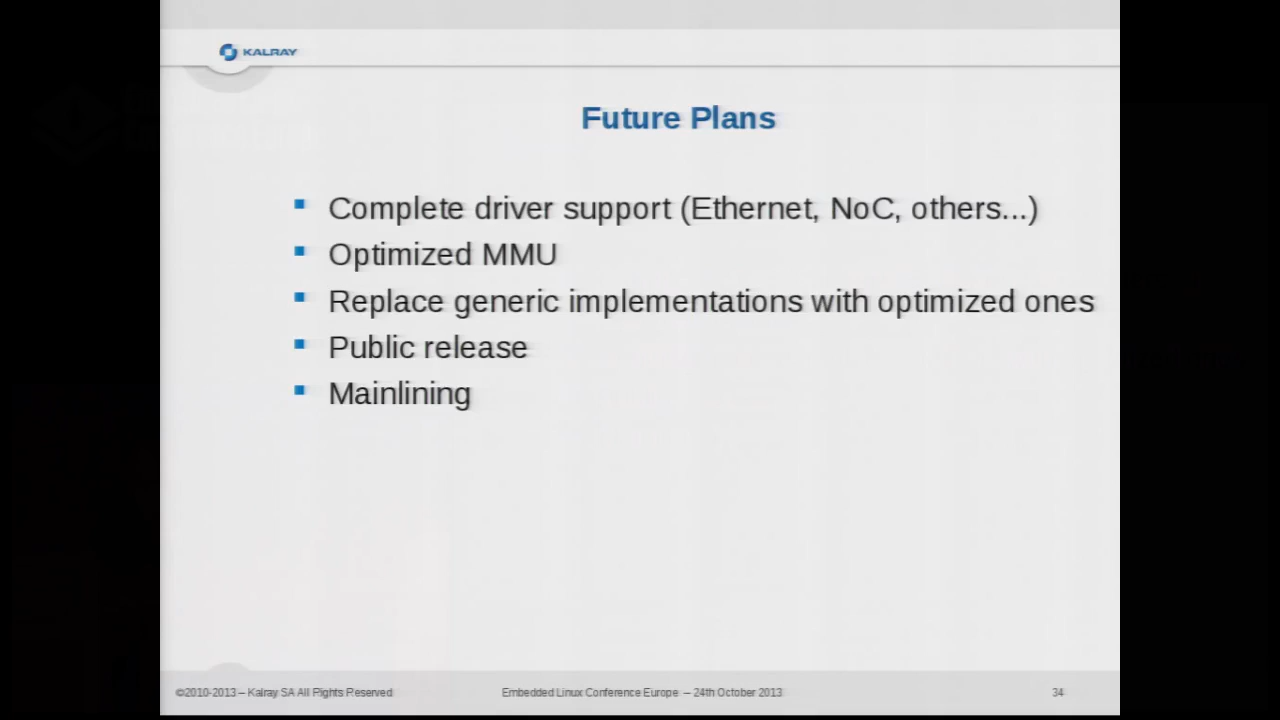 KALRAY
Future Plans
Complete driver support (Ethernet, NoC, others...)
Optimized MMU
Replace generic implementations with optimized ones
Public release
Mainlining
©2010-2013 – Kalray SA All Rights Reserved
Embedded Linux Conference Europe – 24th October 2013
34